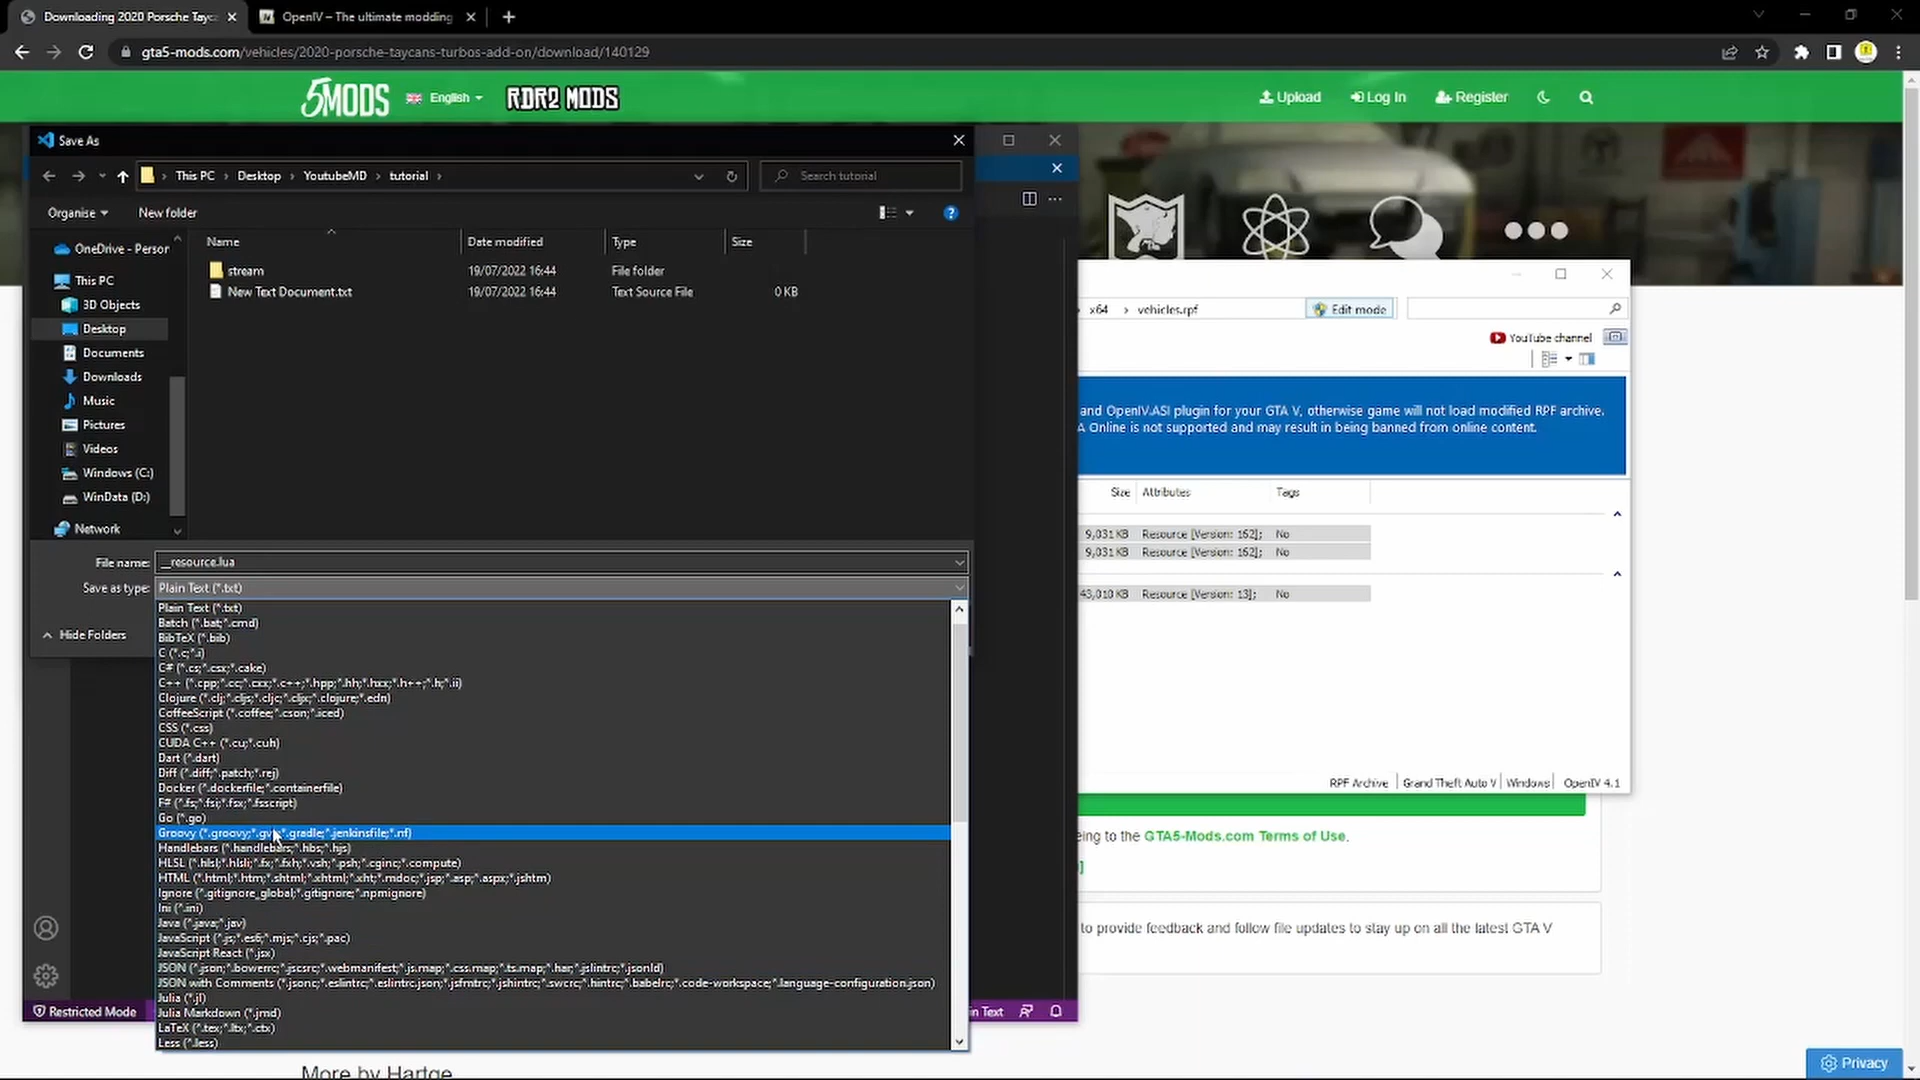 Downloading 2020 Porsche Tayc
OpenIV – The ultimate modding
gta5-mods.com/vehicles/2020-porsche-taycans-turbos-add-on/download/140129
5MODS
English
RDR2 MODS
Upload
Log In
Register
Save As
This PC > Desktop > YoutubeMD > tutorial >
Search tutorial
Organise
New folder
Name
Date modified
Type
Size
stream
19/07/2022 16:44
File folder
New Text Document.txt
19/07/2022 16:44
Text Source File
0 KB
OneDrive - Person
This PC
3D Objects
Desktop
Documents
Downloads
Music
Pictures
Videos
Windows (C:)
WinData (D:)
Network
File name: __resource.lua
Save as type: Plain Text (*.txt)
Hide Folders
Plain Text (*.txt)
Batch (*.bat;*.cmd)
BibTeX (*.bib)
C (*.c;*.i)
C# (*.cs;*.csx;*.cake)
C++ (*.cpp;*.cc;*.cxx;*.c++;*.hpp;*.hh;*.hxx;*.h++;*.h;*.ii)
Clojure (*.clj;*.cljs;*.cljc;*.cljx;*.clojure;*.edn)
CoffeeScript (*.coffee;*.cson;*.iced)
CSS (*.css)
CUDA C++ (*.cu;*.cuh)
Dart (*.dart)
Diff (*.diff;*.patch;*.rej)
Docker (*.dockerfile;*.containerfile)
F# (*.fs;*.fsi;*.fsx;*.fsscript)
Go (*.go)
Groovy (*.groovy;*.gvy;*.gradle;*.jenkinsfile;*.nf)
Handlebars (*.handlebars;*.hbs;*.hjs)
HLSL (*.hlsl;*.hlsli;*.fx;*.fxh;*.vsh;*.psh;*.cginc;*.compute)
HTML (*.html;*.htm;*.shtml;*.xhtml;*.xht;*.mdoc;*.jsp;*.asp;*.aspx;*.jshtm)
Ignore (*.gitignore_global;*.gitignore;*.npmignore)
Ini (*.ini)
Java (*.java;*.jav)
JavaScript (*.js;*.es6;*.mjs;*.cjs;*.pac)
JavaScript React (*.jsx)
JSON (*.json;*.bowerrc;*.jscsrc;*.webmanifest;*.js.map;*.css.map;*.ts.map;*.har;*.jslintrc;*.jsonld)
JSON with Comments (*.jsonc;*.eslintrc;*.eslintrc.json;*.jsfmtrc;*.jshintrc;*.swcrc;*.hintrc;*.babelrc;*.code-workspace;*.language-configuration.json)
Julia (*.jl)
Julia Markdown (*.jmd)
LaTeX (*.tex;*.ltx;*.ctx)
Less (*.less)
Restricted Mode
in Text
x64 > vehicles.rpf
Edit mode
YouTube channel
and OpenIV.ASI plugin for your GTA V, otherwise game will not load modified RPF archive.
A Online is not supported and may result in being banned from online content.
Size
Attributes
Tags
9,031 KB Resource [Version: 162]; No
9,031 KB Resource [Version: 162]; No
43,010 KB Resource [Version: 13]; No
RPF Archive
Grand Theft Auto V
Windows
OpenIV 4.1
eing to the GTA5-Mods.com Terms of Use.
]
to provide feedback and follow file updates to stay up on all the latest GTA V
More by Hartge
Privacy